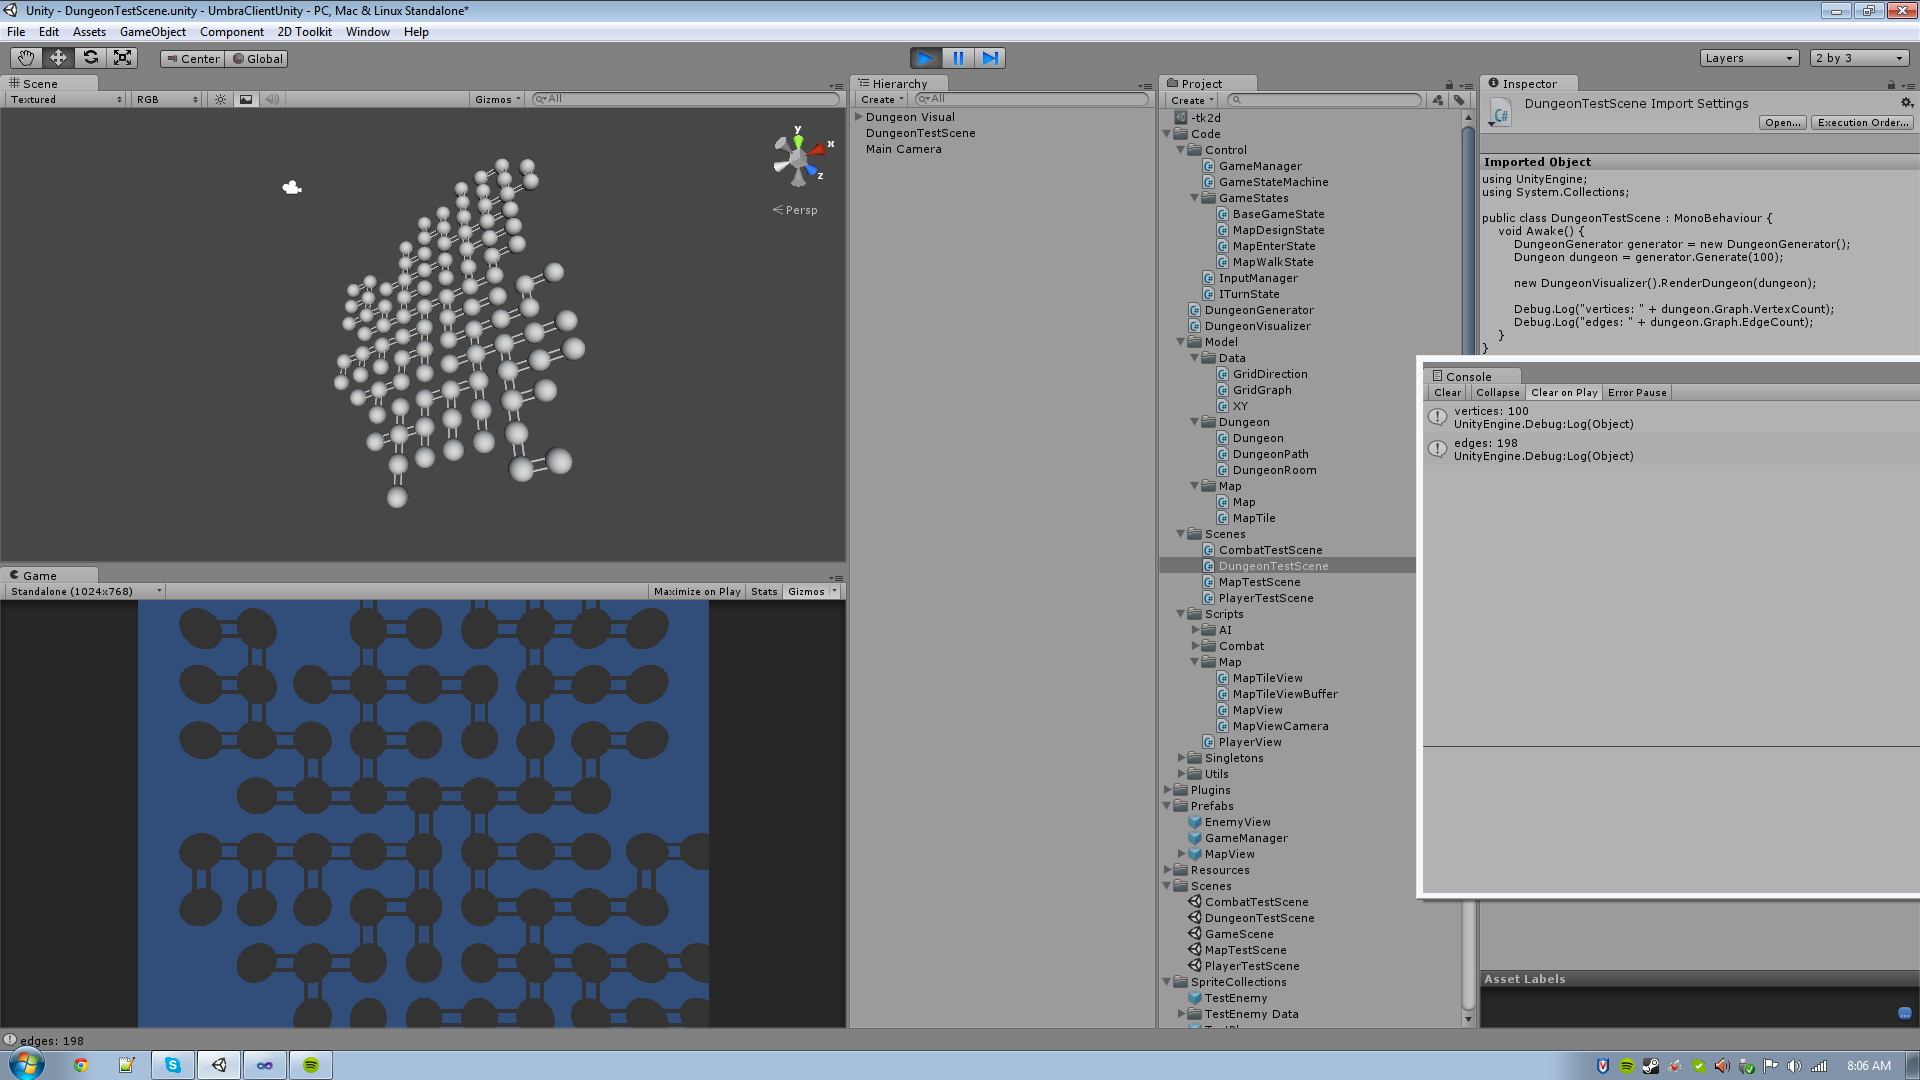 Unity - DungeonTestScene.unity - UmbraClientUnity - PC, Mac & Linux Standalone*
File Edit Assets GameObject Component 2D Toolkit Window Help
Center Global
Layers
2 by 3
Scene
Textured RGB Gizmos All
y
x
z
Persp
Game
Standalone (1024x768) Maximize on Play Stats Gizmos
Hierarchy
Create All
Dungeon Visual
DungeonTestScene
Main Camera
Project
Create
-tk2d
Code
Control
GameManager
GameStateMachine
GameStates
BaseGameState
MapDesignState
MapEnterState
MapWalkState
InputManager
ITurnState
DungeonGenerator
DungeonVisualizer
Model
Data
GridDirection
GridGraph
XY
Dungeon
Dungeon
DungeonPath
DungeonRoom
Map
Map
MapTile
Scenes
CombatTestScene
DungeonTestScene
MapTestScene
PlayerTestScene
Scripts
AI
Combat
Map
MapTileView
MapTileViewBuffer
MapView
MapViewCamera
PlayerView
Singletons
Utils
Plugins
Prefabs
EnemyView
GameManager
MapView
Resources
Scenes
CombatTestScene
DungeonTestScene
GameScene
MapTestScene
PlayerTestScene
SpriteCollections
TestEnemy
TestEnemy Data
Inspector
DungeonTestScene Import Settings
Open... Execution Order...
Imported Object
using UnityEngine;
using System.Collections;
public class DungeonTestScene : MonoBehaviour {
void Awake() {
DungeonGenerator generator = new DungeonGenerator();
Dungeon dungeon = generator.Generate(100);
new DungeonVisualizer().RenderDungeon(dungeon);
Debug.Log("vertices: " + dungeon.Graph.VertexCount);
Debug.Log("edges: " + dungeon.Graph.EdgeCount);
}
}
Console
Clear Collapse Clear on Play Error Pause
vertices: 100
UnityEngine.Debug:Log(Object)
edges: 198
UnityEngine.Debug:Log(Object)
Asset Labels
edges: 198
8:06 AM